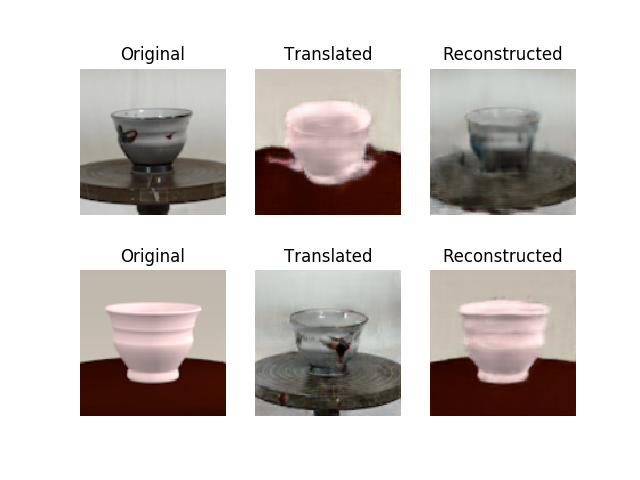 Original
Translated
Reconstructed
Original
Translated
Reconstructed